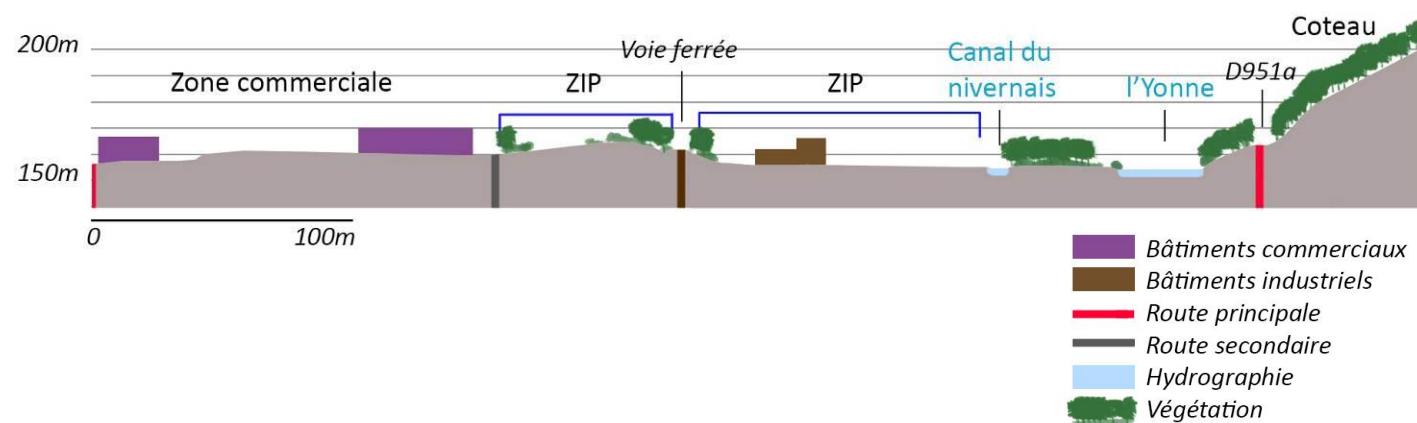 Coteau
200m
Voie ferrée
Canal du
nivernais
D951a
Zone commerciale
ZIP
ZIP
l'Yonne
150m
0
100m
Bâtiments commerciaux
Bâtiments industriels
Route principale
Route secondaire
Hydrographie
Végétation